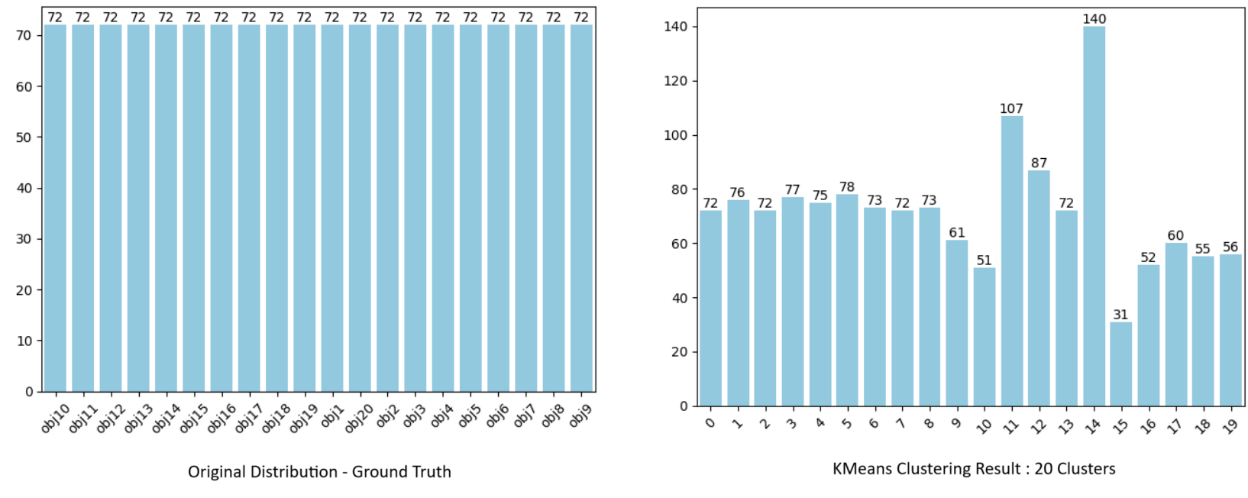 72 72 72 72 72 72 72 72 72 72 72 72 72 72 72 72 72 72 72 72
70
60
50
40
30
20
10
0
obj10 obj11 obj12 obj13 obj14 obj15 obj16 obj17 obj18 obj19 obj1 obj20 obj2 obj3 obj4 obj5 obj6 obj7 obj8 obj9
Original Distribution - Ground Truth
140
120
100
80
60
40
20
0
72 76 72 77 75 78 73 72 73 61 51 107 87 72 140 31 52 60 55 56
0 1 2 3 4 5 6 7 8 9 10 11 12 13 14 15 16 17 18 19
KMeans Clustering Result : 20 Clusters